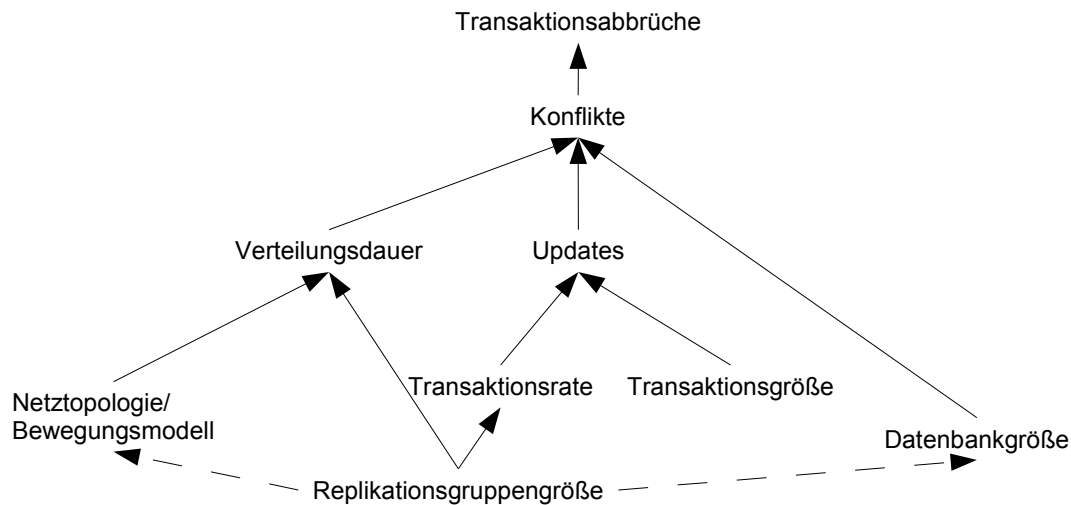 Transaktionsabbrüche
Konflikte
Verteilungsdauer
Updates
Transaktionsrate
Transaktionsgröße
Netztopologie/
Bewegungsmodell
Datenbankgröße
Replikationsgruppengröße